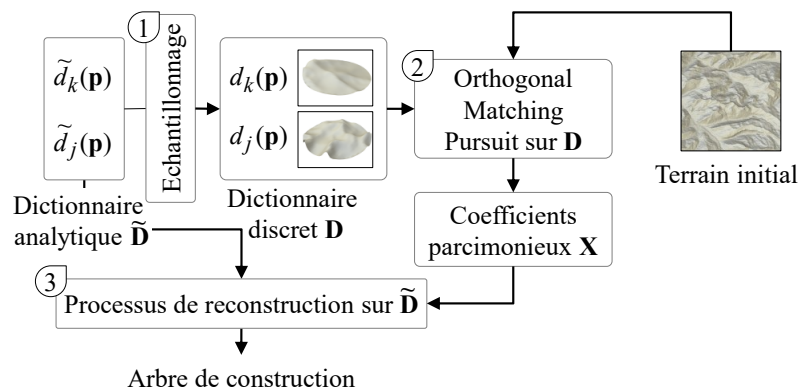 1
d̃ₖ(𝐩)
d̃ⱼ(𝐩)
Echantillonnage
dₖ(𝐩)
dⱼ(𝐩)
2
Orthogonal
Matching
Pursuit sur 𝐃
Terrain initial
Dictionnaire
analytique 𝐃̃
Dictionnaire
discret 𝐃
Coefficients
parcimonieux 𝐗
3
Processus de reconstruction sur 𝐃̃
Arbre de construction